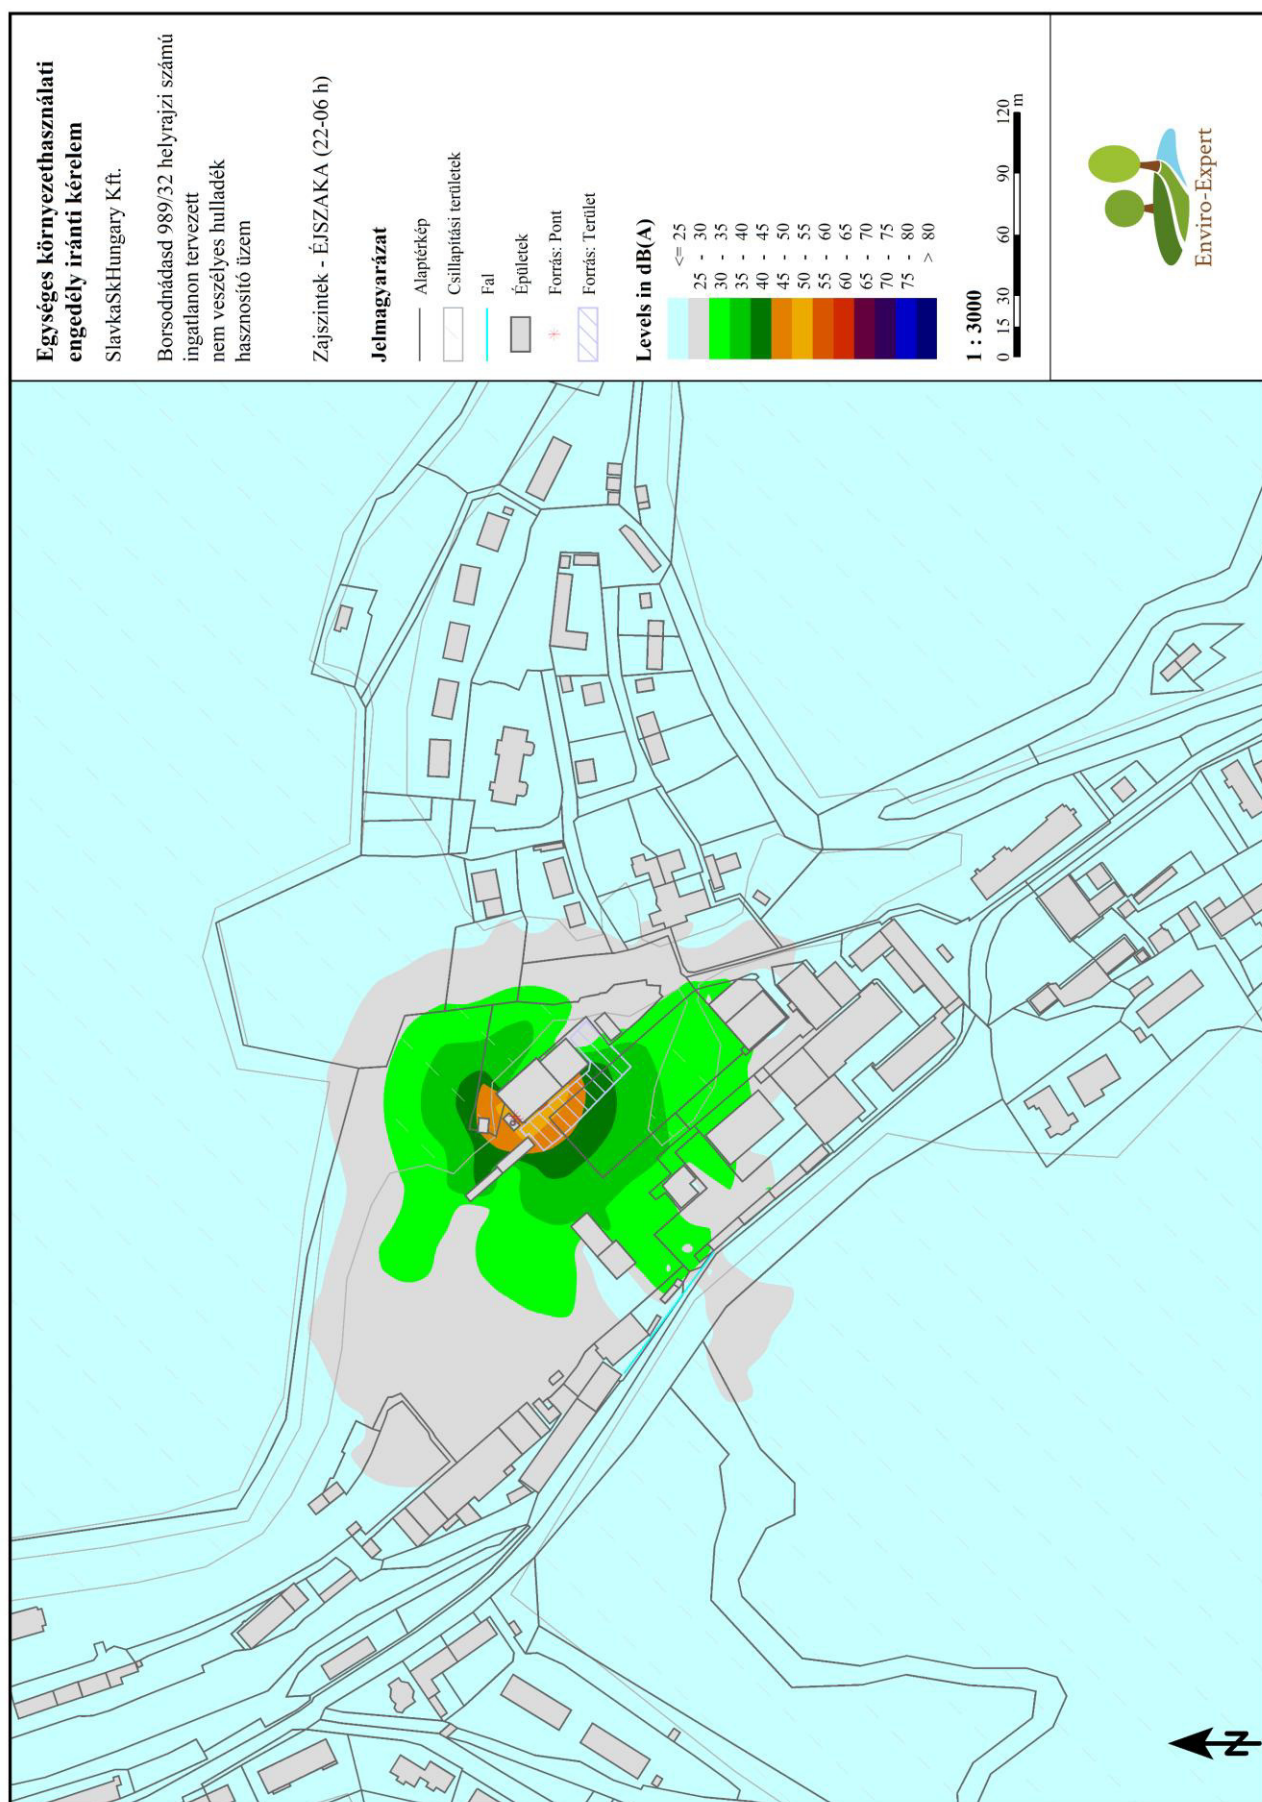 Egységes környezethasználati
engedély iránti kérelem
SlavkaSkHungary Kft.
Borsodnádasd 989/32 helyrajzi számú
ingatlanon tervezett
nem veszélyes hulladék
hasznosító üzem
Zajszintek - ÉJSZAKA (22-06 h)
Jelmagyarázat
Alaptérkép
Csillapítási területek
Fal
Épületek
Forrás: Pont
Forrás: Terület
Levels in dB(A)
<= 25
25 - 30
30 - 35
35 - 40
40 - 45
45 - 50
50 - 55
55 - 60
60 - 65
65 - 70
70 - 75
75 - 80
> 80
1 : 3000
0 15 30 60 90 120
m
Enviro-Expert
N